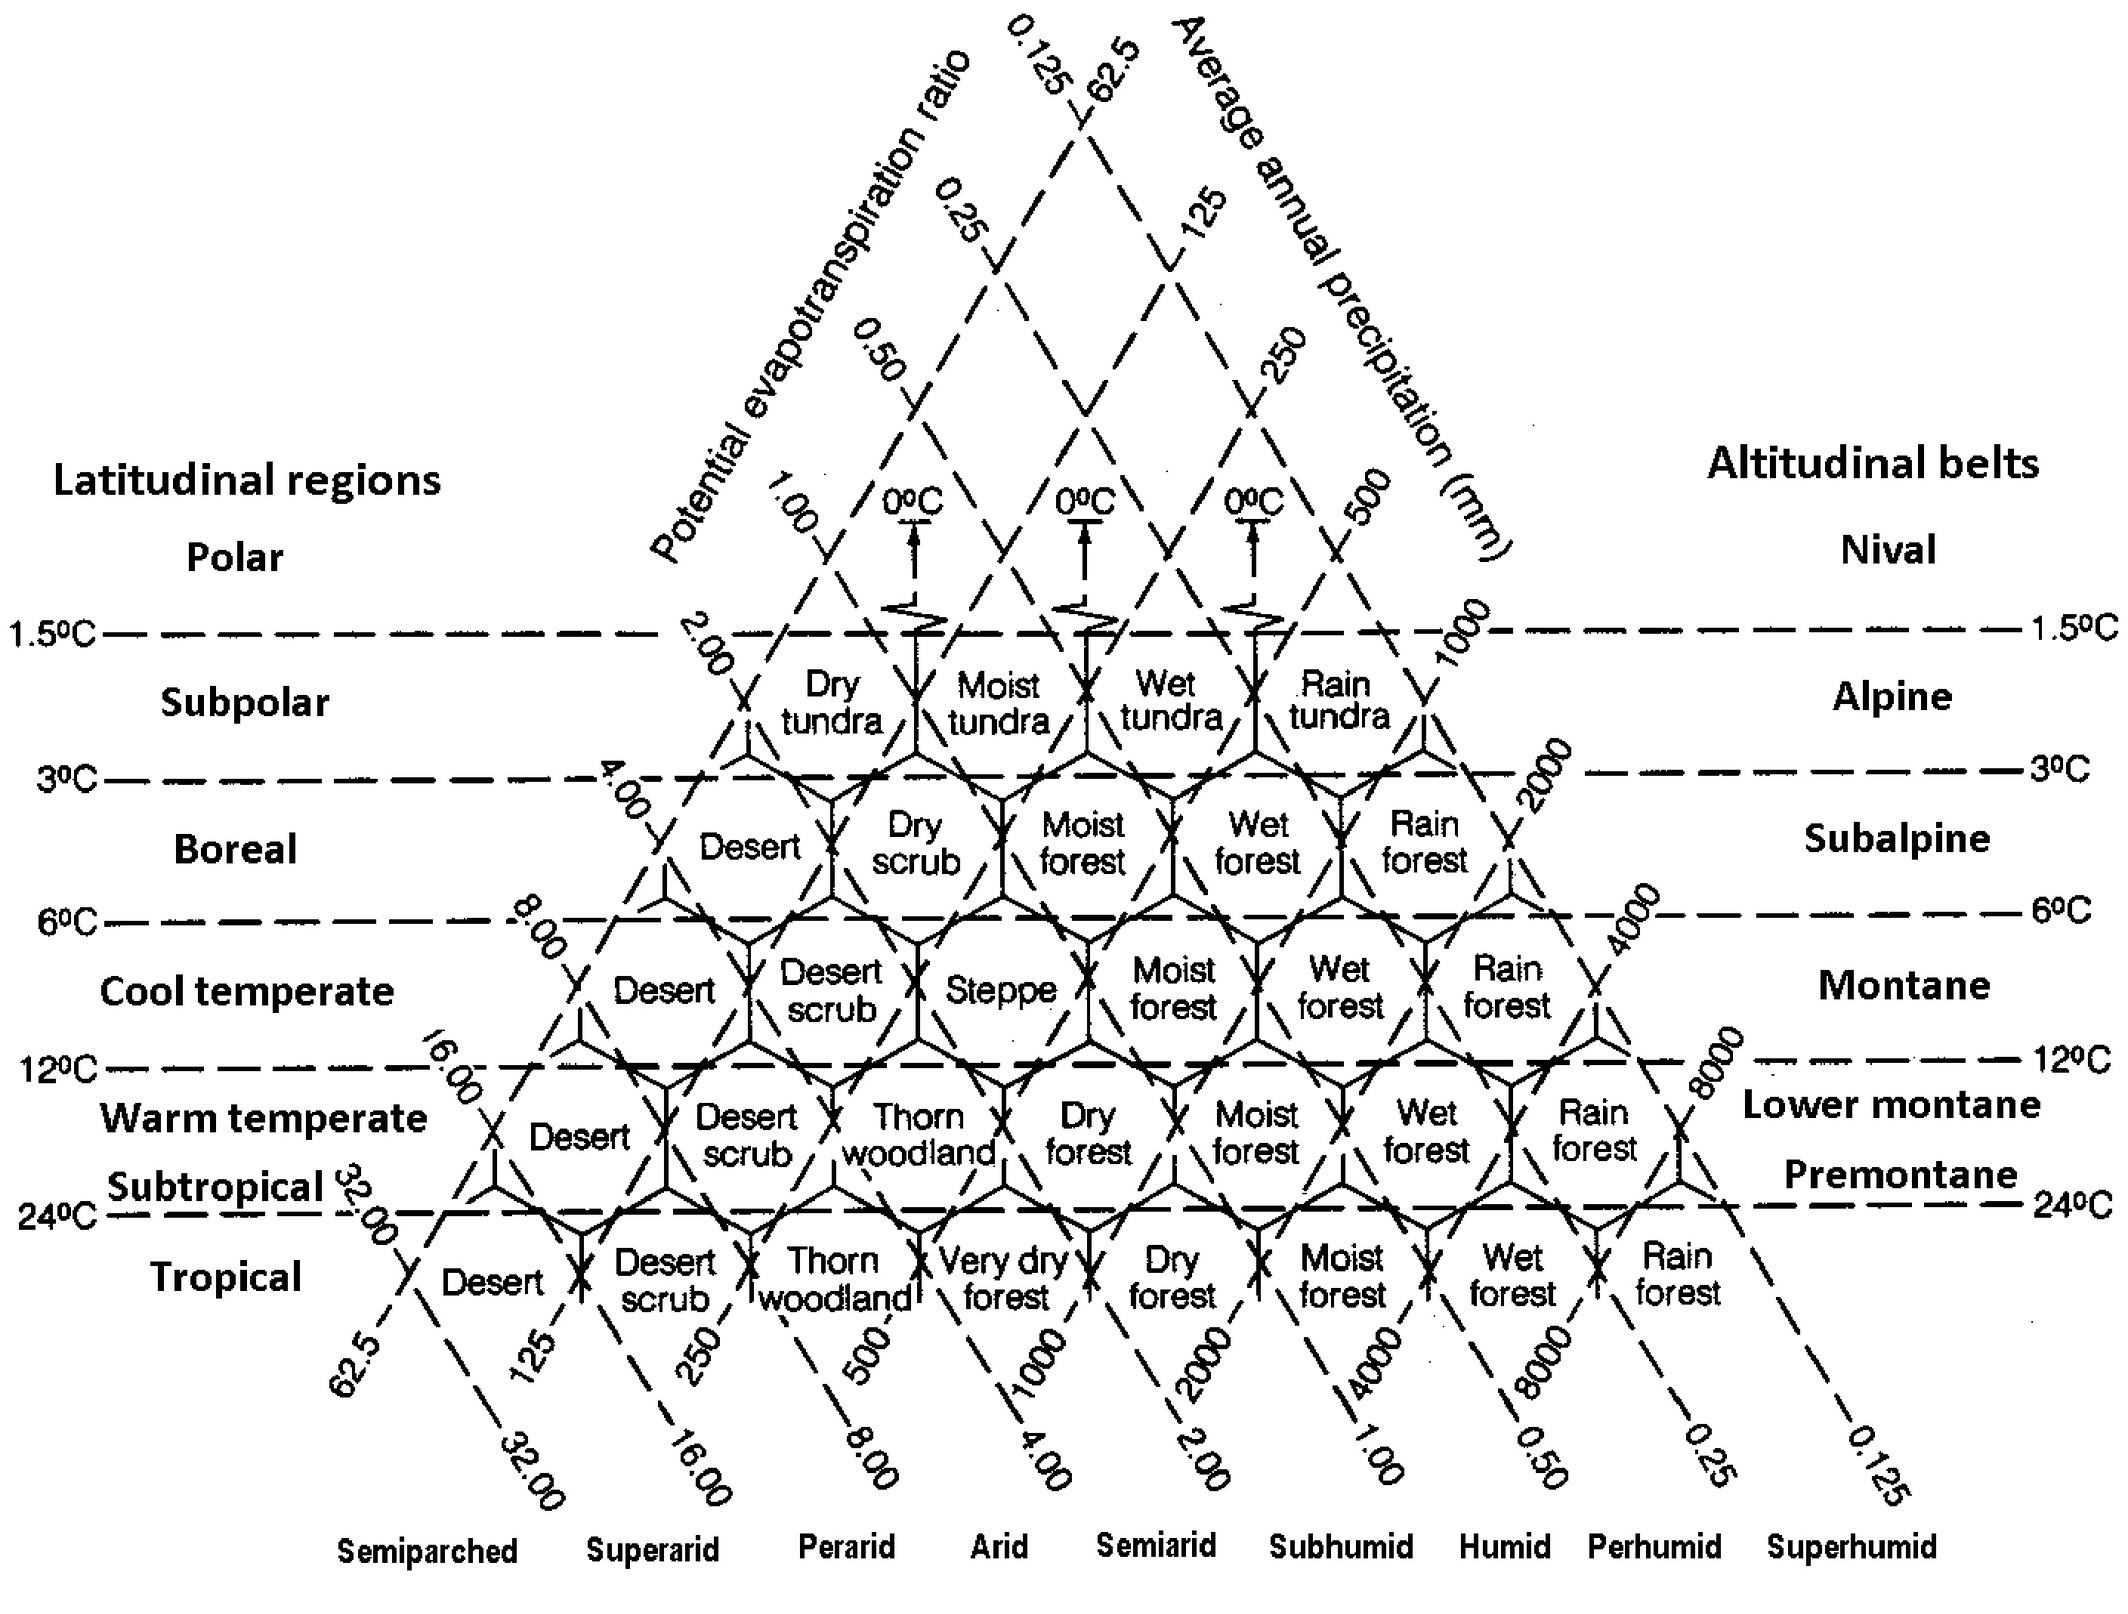 Potential evapotranspiration ratio
Average annual precipitation (mm)
0.125
62.5
0.25
125
0.50
250
1.00
500
2.00
1000
4.00
2000
8.00
4000
16.00
8000
32.00
0ºC
0ºC
0ºC
Latitudinal regions
Altitudinal belts
Polar
Nival
1.5ºC
1.5ºC
Subpolar
Dry
tundra
Moist
tundra
Wet
tundra
Rain
tundra
Alpine
3ºC
3ºC
Boreal
Desert
Dry
scrub
Moist
forest
Wet
forest
Rain
forest
Subalpine
6ºC
6ºC
Cool temperate
Desert
Desert
scrub
Steppe
Moist
forest
Wet
forest
Rain
forest
Montane
12ºC
12ºC
Warm temperate
Subtropical
Desert
Desert
scrub
Thorn
woodland
Dry
forest
Moist
forest
Wet
forest
Rain
forest
Lower montane
Premontane
24ºC
24ºC
Tropical
Desert
Desert
scrub
Thorn
woodland
Very dry
forest
Dry
forest
Moist
forest
Wet
forest
Rain
forest
62.5
125
250
500
1000
2000
4000
8000
32.00
16.00
8.00
4.00
2.00
1.00
0.50
0.25
0.125
Semiparched
Superarid
Perarid
Arid
Semiarid
Subhumid
Humid
Perhumid
Superhumid